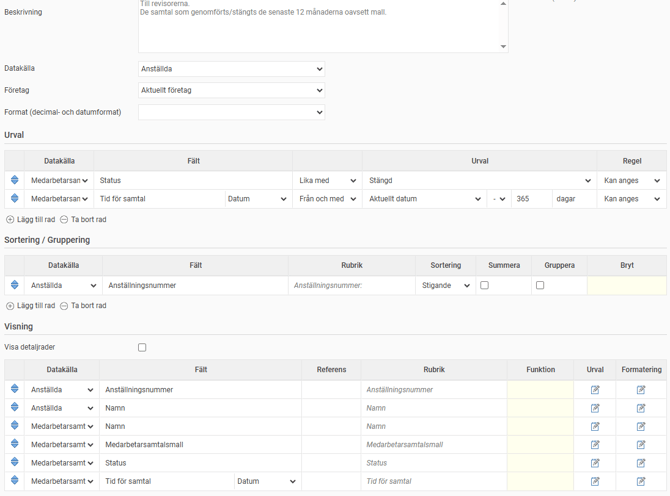 Till revisorerna.
Beskrivning
De samtal som genomförts/stängts de senaste 12 månaderna oavsett mall.
Datakälla Anställda
Företag Aktuellt företag
Format (decimal- och datumformat)
Urval
Datakälla Fält Urval Regel
Medarbetarsan Status Lika med Stängd Kan anges
Medarbetarsan Tid för samtal Datum Från och med Aktuellt datum - 365 dagar Kan anges
Lägg till rad Ta bort rad
Sortering / Gruppering
Datakälla Fält Rubrik Sortering Summera Gruppera Bryt
Anställda Anställningsnummer Anställningsnummer: Stigande
Lägg till rad Ta bort rad
Visning
Visa detaljrader
Datakälla Fält Referens Rubrik Funktion Urval Formatering
Anställda Anställningsnummer Anställningsnummer
Anställda Namn Namn
Medarbetarsamt Namn Namn
Medarbetarsamt Medarbetarsamtalsmall Medarbetarsamtalsmall
Medarbetarsamt Status Status
Medarbetarsamt Tid för samtal Datum Tid för samtal